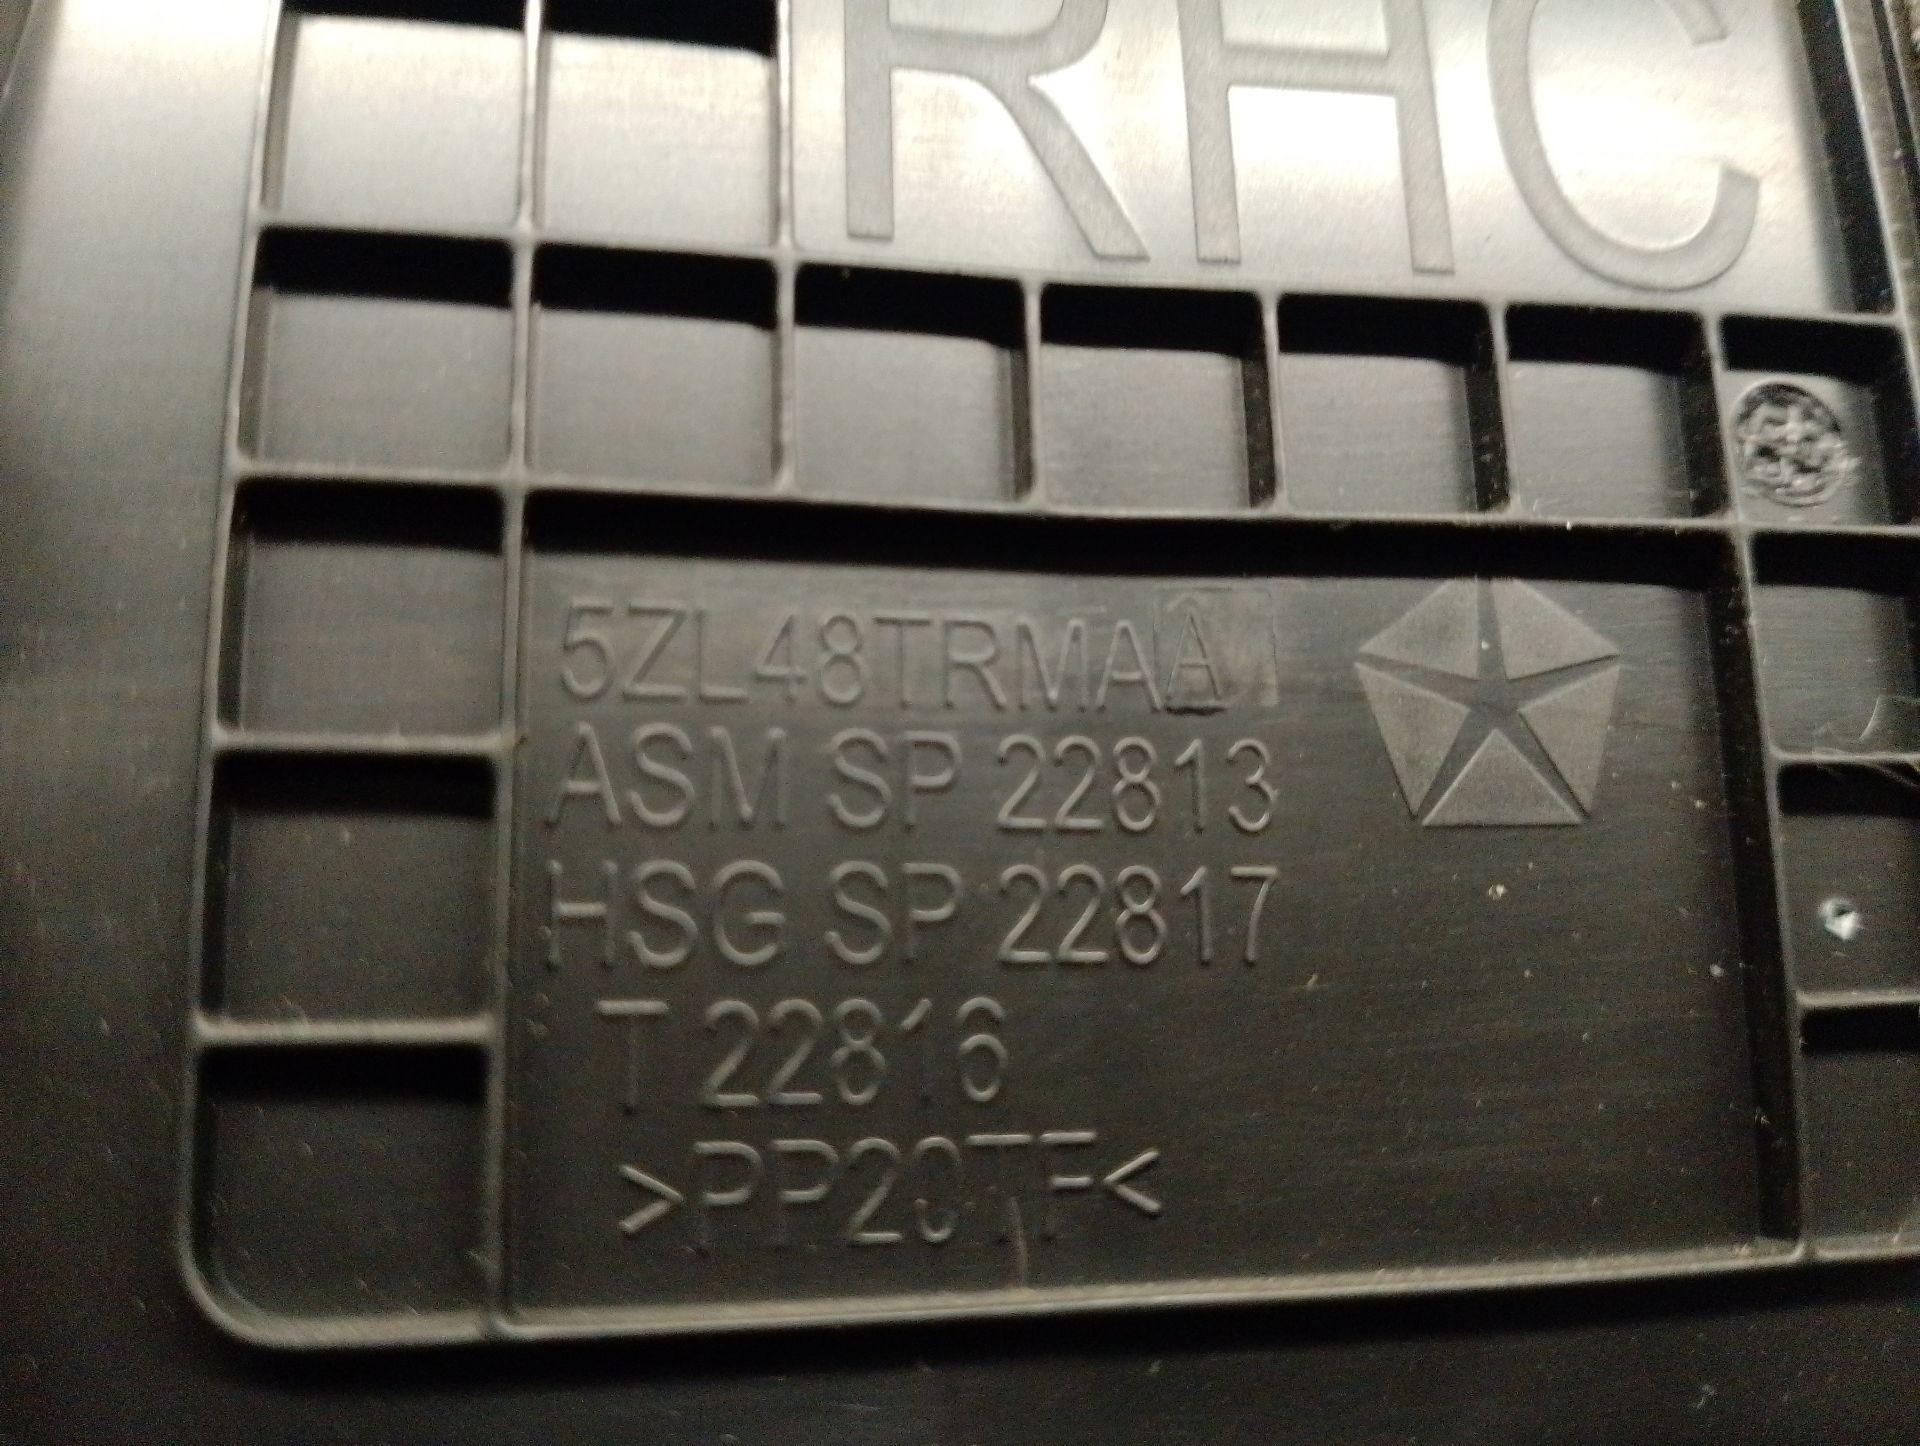 RHC
5ZL48TRMAA
ASM SP 22813
HSG SP 22817
T 22816
>PP20TF<